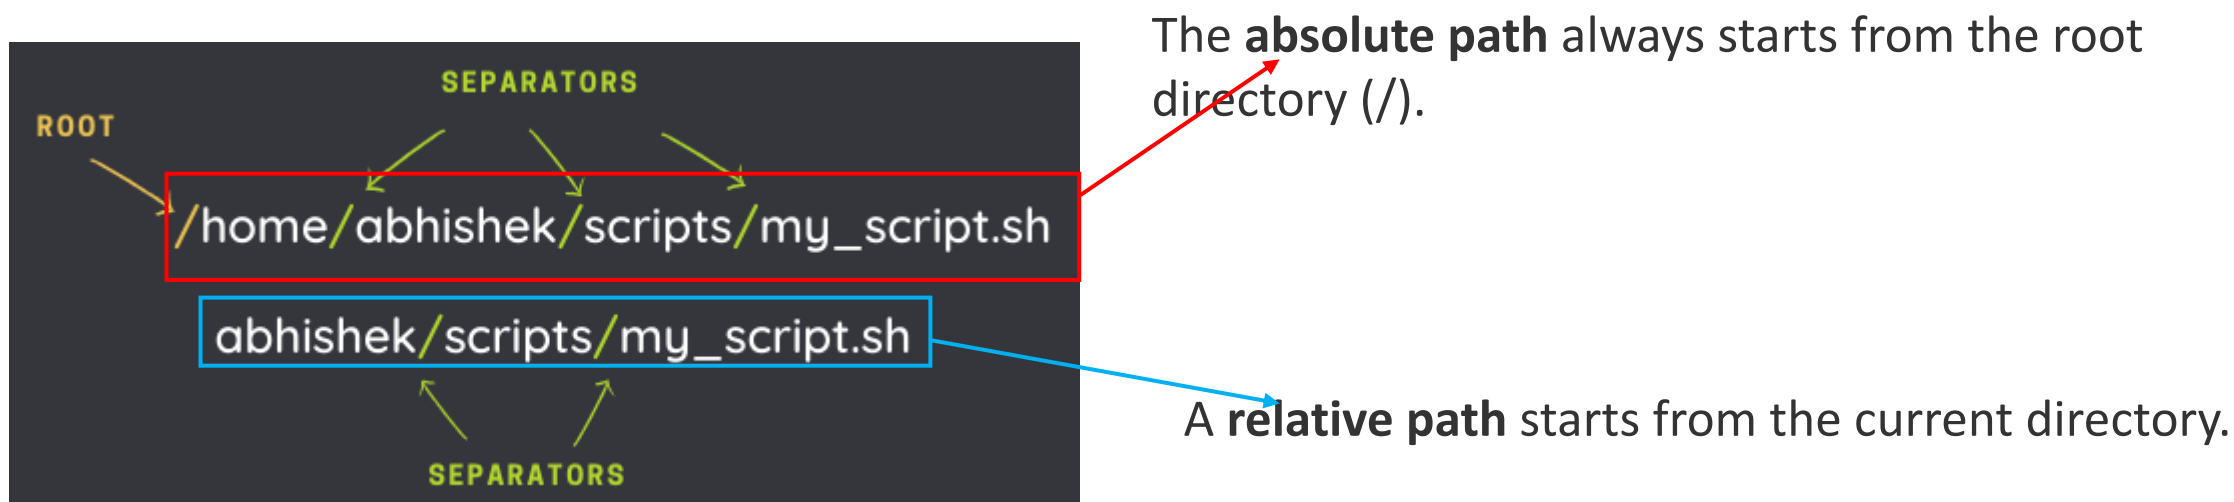 The absolute path always starts from the root
directory (/).
SEPARATORS
ROOT
/home/abhishek/scripts/my_script.sh
abhishek/scripts/my_script.sh
A relative path starts from the current directory.
SEPARATORS